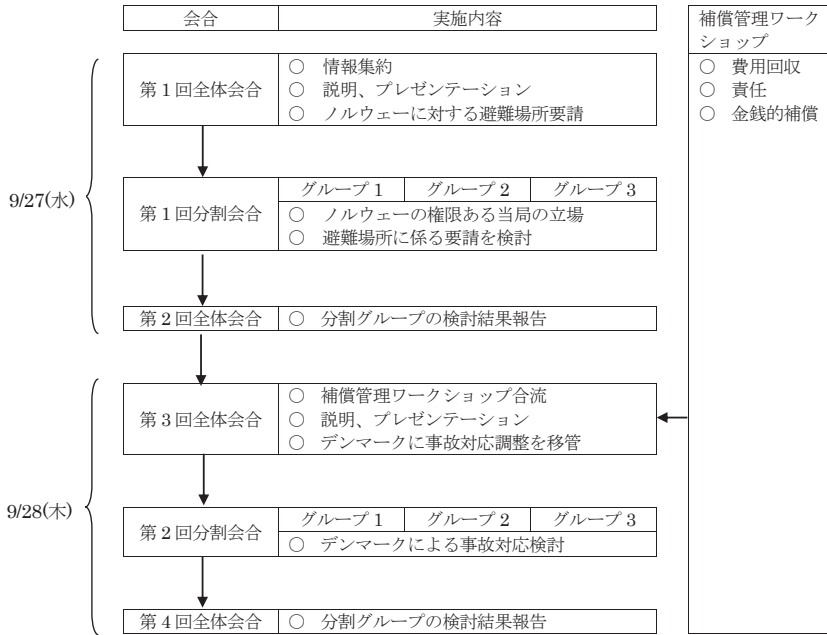 会合 実施内容
9/27(水)
第1回全体会合
○ 情報集約
○ 説明、プレゼンテーション
○ ノルウェーに対する避難場所要請
第1回分割会合
グループ1 グループ2 グループ3
○ ノルウェーの権限ある当局の立場
○ 避難場所に係る要請を検討
第2回全体会合 ○ 分割グループの検討結果報告
9/28(木)
第3回全体会合
○ 補償管理ワークショップ合流
○ 説明、プレゼンテーション
○ デンマークに事故対応調整を移管
第2回分割会合
グループ1 グループ2 グループ3
○ デンマークによる事故対応検討
第4回全体会合 ○ 分割グループの検討結果報告
補償管理ワーク
ショップ
○ 費用回収
○ 責任
○ 金銭的補償